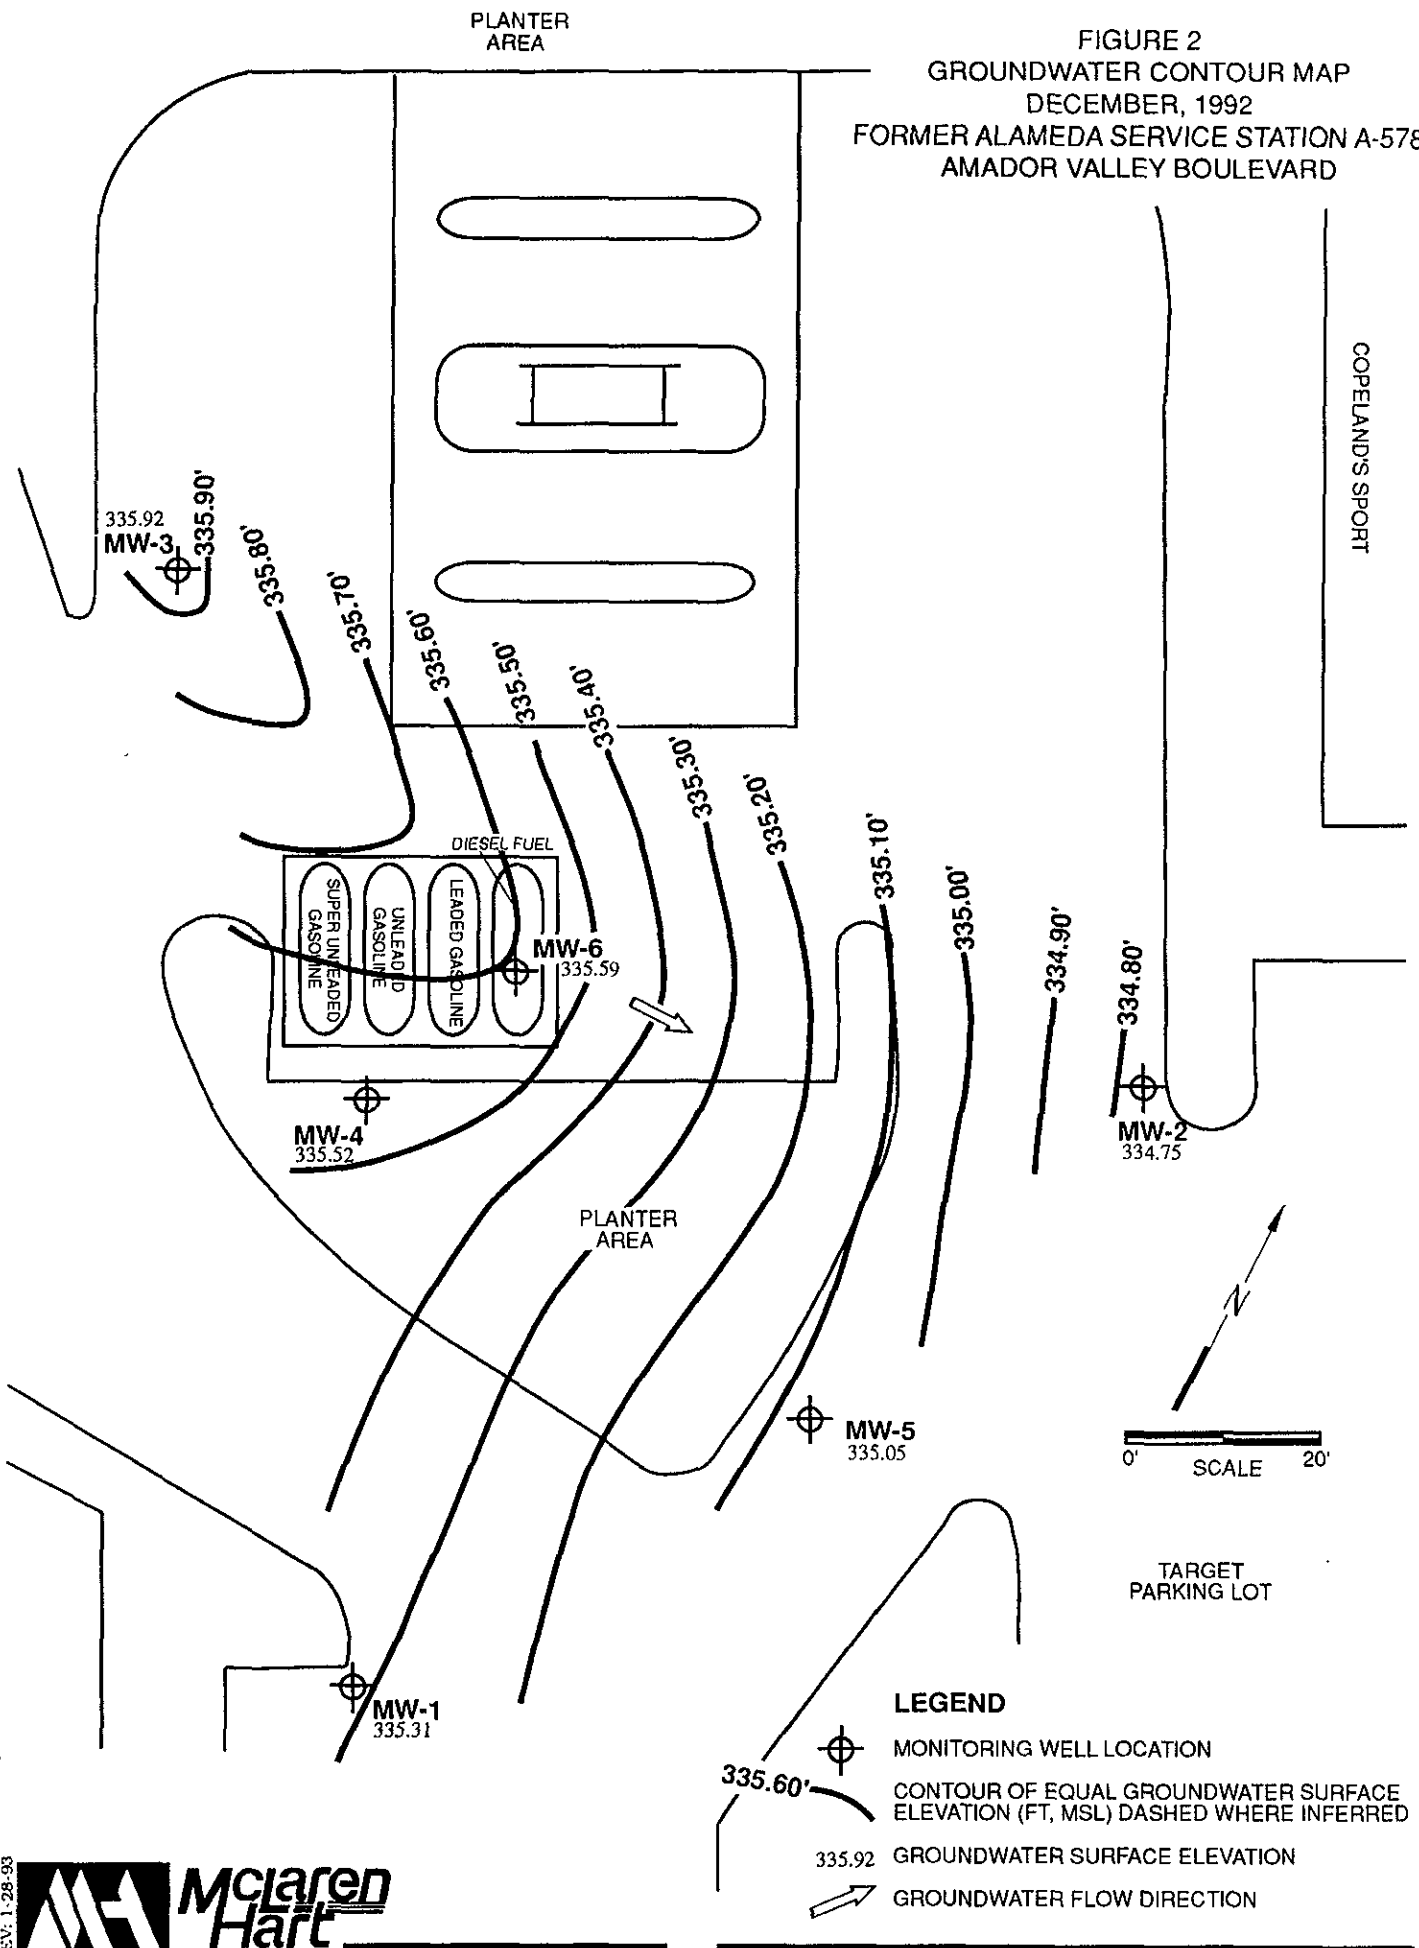 PLANTER
AREA
FIGURE 2
GROUNDWATER CONTOUR MAP
DECEMBER, 1992
FORMER ALAMEDA SERVICE STATION A-578
AMADOR VALLEY BOULEVARD
COPELAND'S SPORT
335.92
MW-3
335.90'
335.80'
335.70'
335.60'
335.50'
335.40'
335.30'
335.20'
335.10'
335.00'
334.90'
334.80'
DIESEL FUEL
SUPER UNLEADED
GASOLINE
UNLEADED
GASOLINE
LEADED GASOLINE
MW-6
335.59
MW-4
335.52
MW-2
334.75
PLANTER
AREA
N
MW-5
335.05
0'
20'
SCALE
TARGET
PARKING LOT
MW-1
335.31
LEGEND
MONITORING WELL LOCATION
335.60'
CONTOUR OF EQUAL GROUNDWATER SURFACE
ELEVATION (FT, MSL) DASHED WHERE INFERRED
335.92 GROUNDWATER SURFACE ELEVATION
GROUNDWATER FLOW DIRECTION
EV: 1-28-93
McLaren
Hart